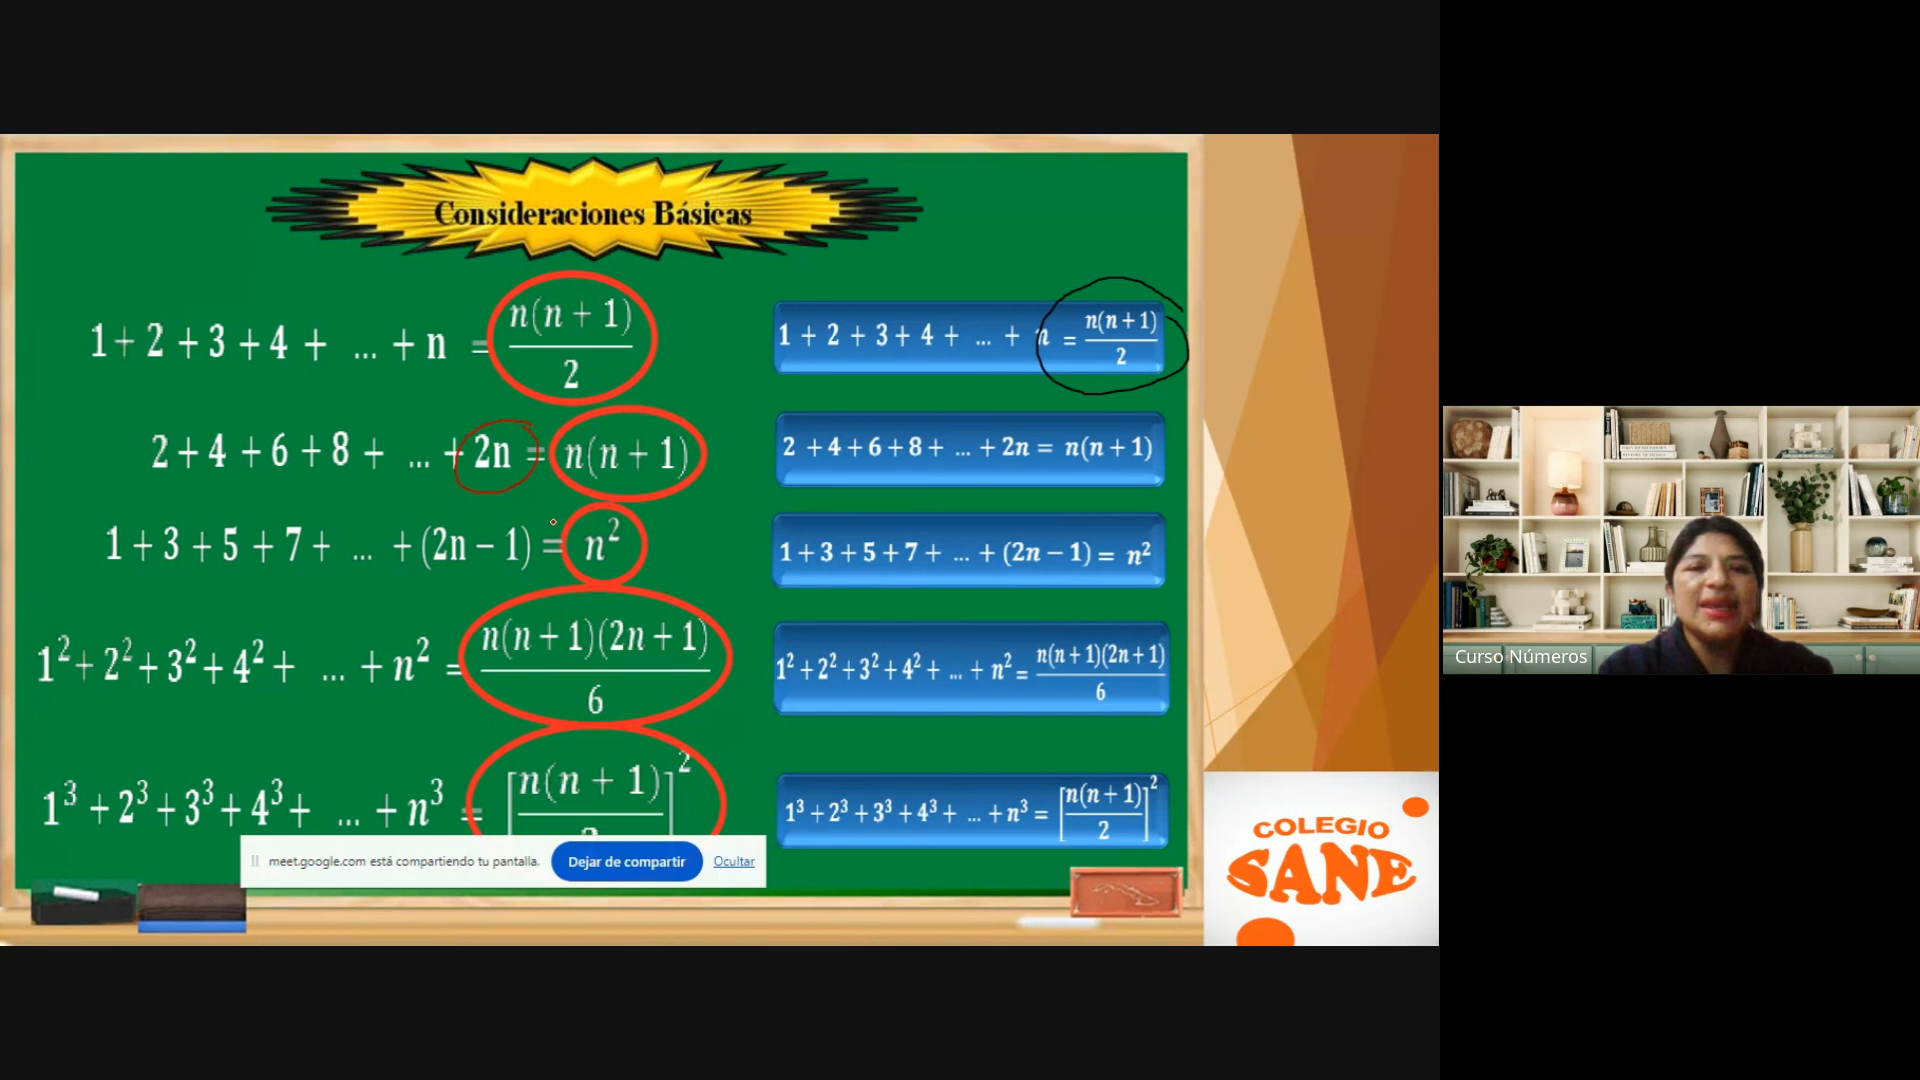 Consideraciones Básicas
1 + 2 + 3 + 4 + ... + n = n(n + 1) / 2
2 + 4 + 6 + 8 + ... + 2n = n(n + 1)
1 + 3 + 5 + 7 + ... + (2n − 1) = n²
1² + 2² + 3² + 4² + ... + n² = n(n + 1)(2n + 1) / 6
1³ + 2³ + 3³ + 4³ + ... + n³ = [n(n + 1) / 2]²
1 + 2 + 3 + 4 + ... + n = n(n + 1) / 2
2 + 4 + 6 + 8 + ... + 2n = n(n + 1)
1 + 3 + 5 + 7 + ... + (2n − 1) = n²
1² + 2² + 3² + 4² + ... + n² = n(n + 1)(2n + 1) / 6
1³ + 2³ + 3³ + 4³ + ... + n³ = [n(n + 1) / 2]²
meet.google.com está compartiendo tu pantalla. Dejar de compartir Ocultar
COLEGIO
SANE
Curso Números